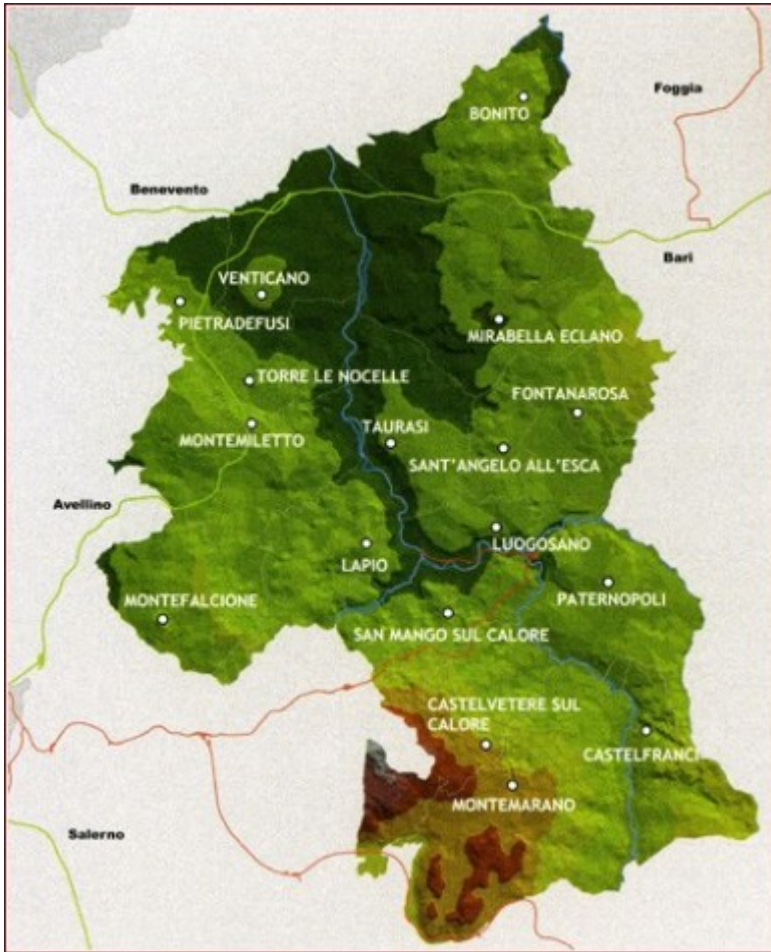 Foggia
BONITO
Benevento
Bari
VENTICANO
PIETRADEFUSI
MIRABELLA ECLANO
TORRE LE NOCELLE
FONTANAROSA
MONTEMILETTO
TAURASI
SANT'ANGELO ALL'ESCA
Avellino
LUOGOSANO
LAPIO
MONTEFALCIONE
PATERNOPOLI
SAN MANGO SUL CALORE
CASTELVETERE SUL
CALORE
CASTELFRANCI
MONTEMARANO
Salerno